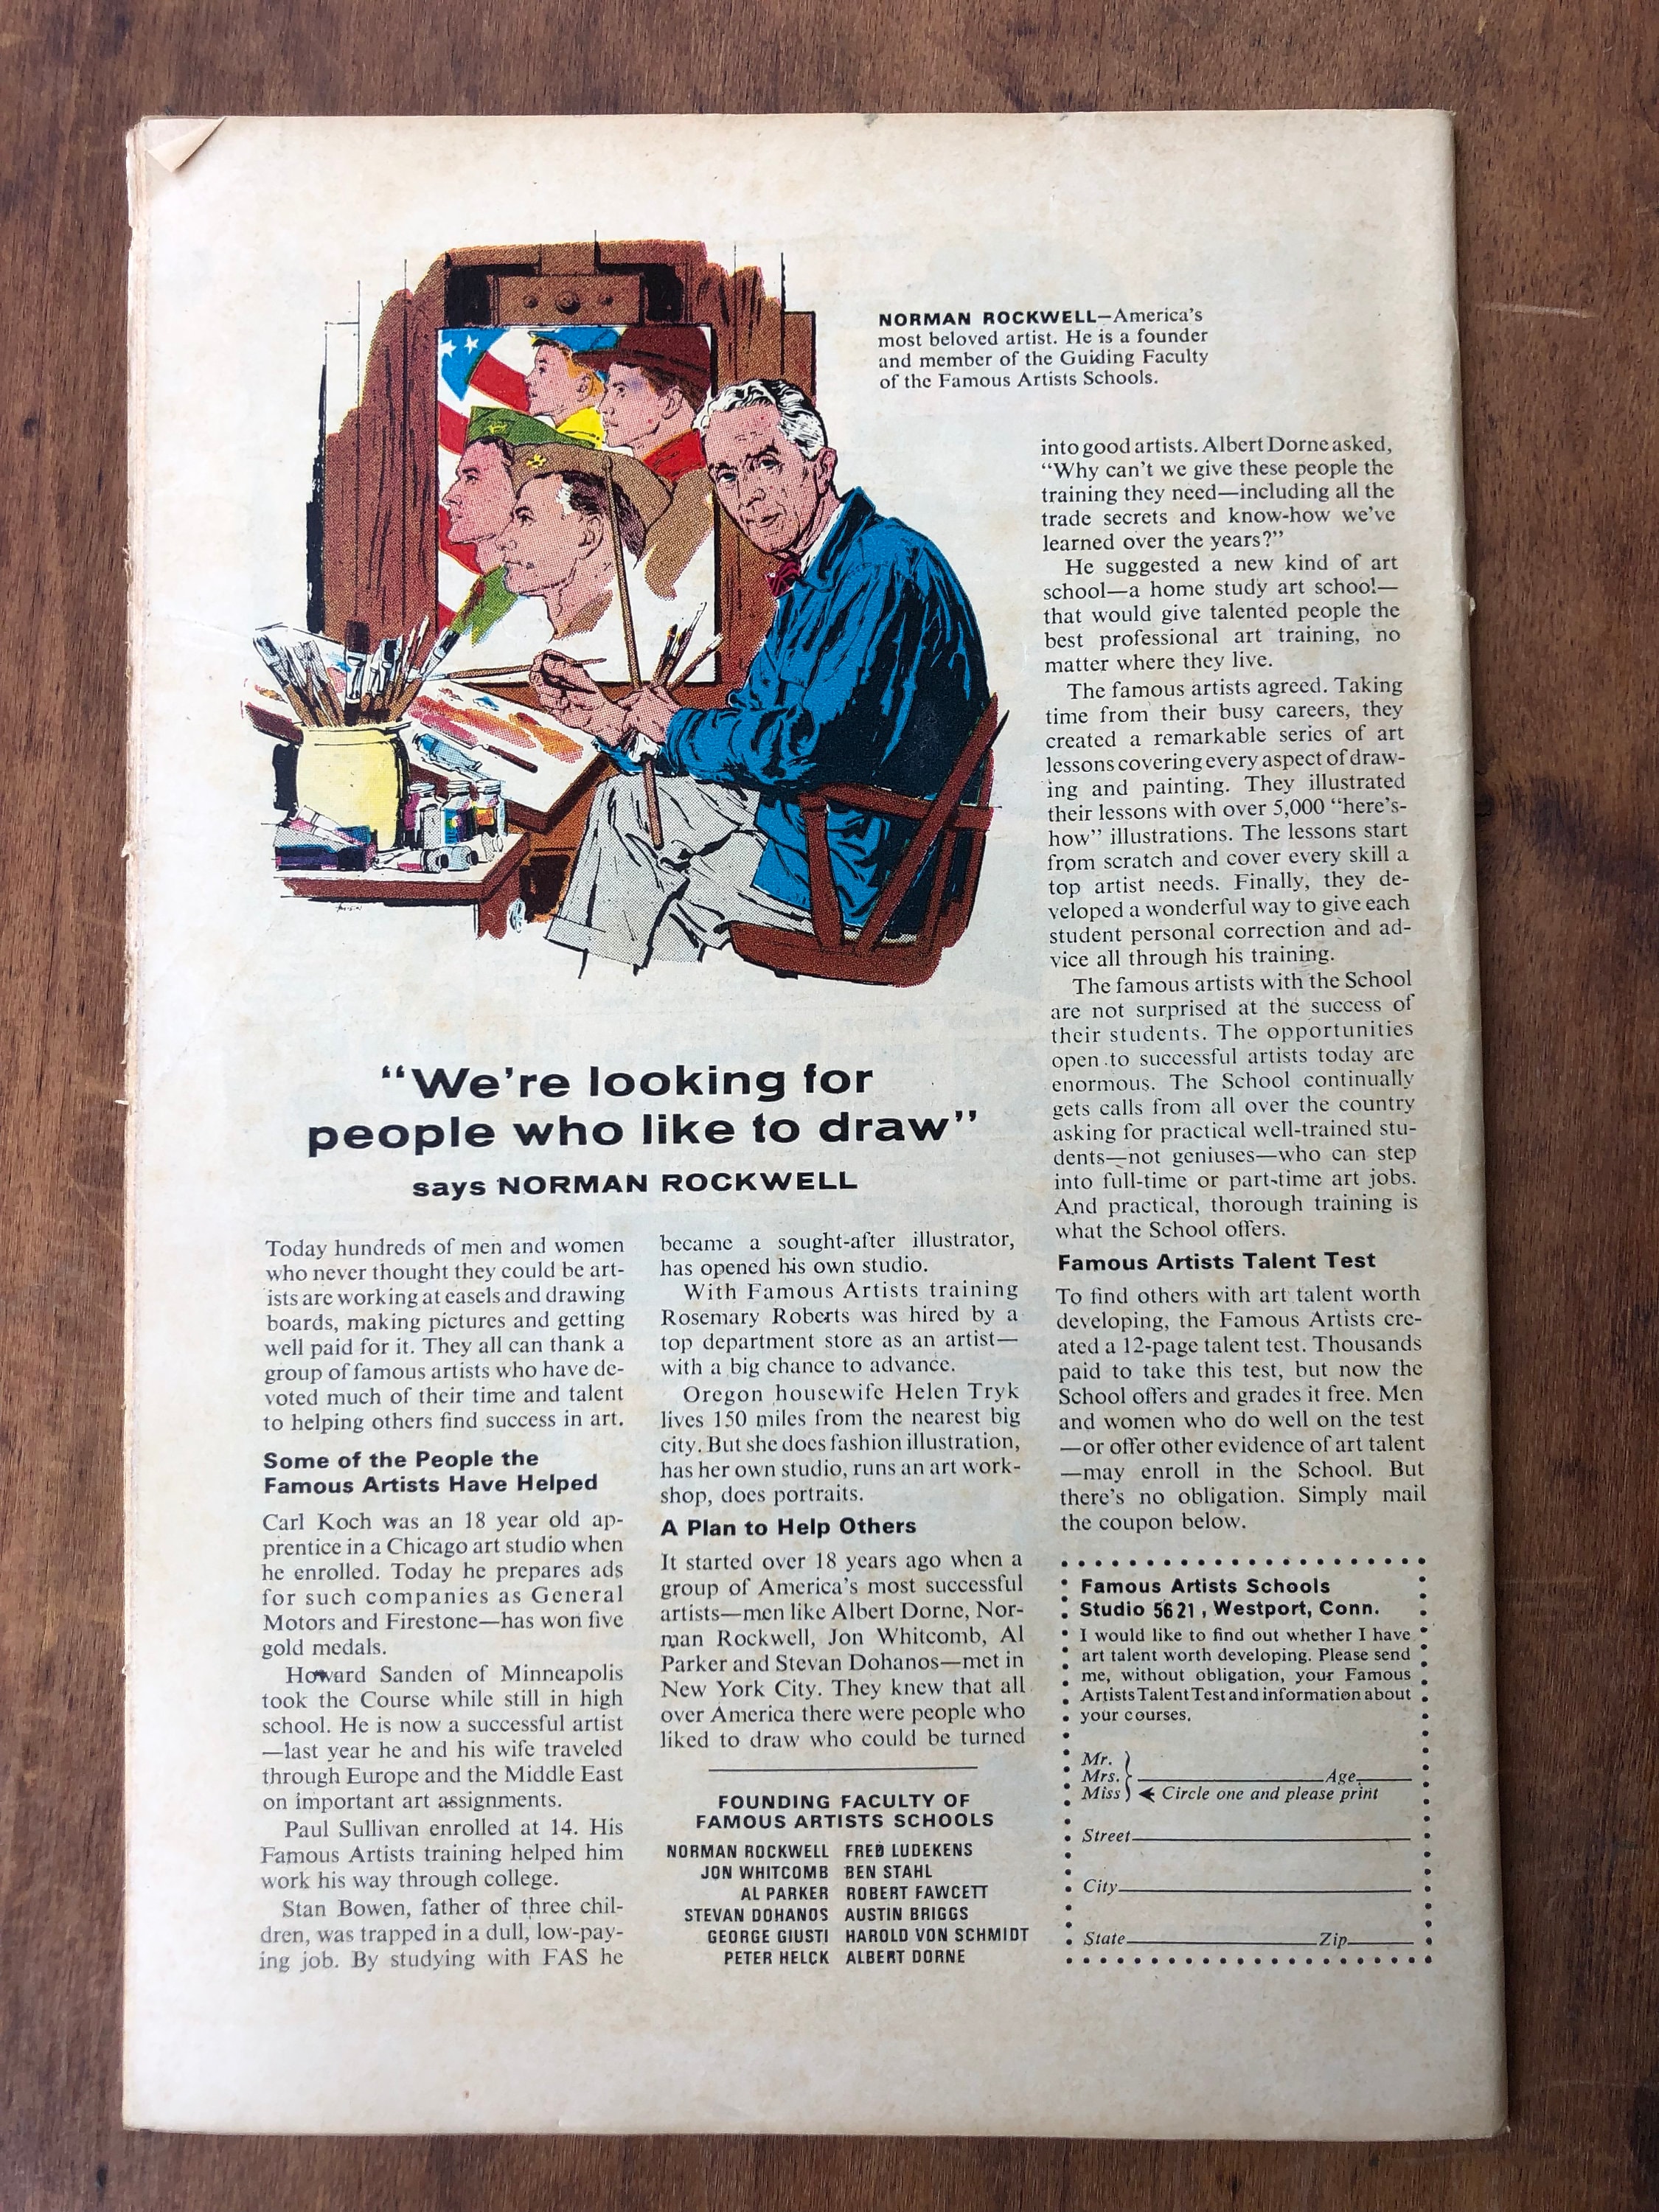 NORMAN ROCKWELL—America's
most beloved artist. He is a founder
and member of the Guiding Faculty
of the Famous Artists Schools.
"We're looking for
people who like to draw"
says NORMAN ROCKWELL
Today hundreds of men and women
who never thought they could be art-
ists are working at easels and drawing
boards, making pictures and getting
well paid for it. They all can thank a
group of famous artists who have de-
voted much of their time and talent
to helping others find success in art.
Some of the People the
Famous Artists Have Helped
Carl Koch was an 18 year old ap-
prentice in a Chicago art studio when
he enrolled. Today he prepares ads
for such companies as General
Motors and Firestone—has won five
gold medals.
Howard Sanden of Minneapolis
took the Course while still in high
school. He is now a successful artist
—last year he and his wife traveled
through Europe and the Middle East
on important art assignments.
Paul Sullivan enrolled at 14. His
Famous Artists training helped him
work his way through college.
Stan Bowen, father of three chil-
dren, was trapped in a dull, low-pay-
ing job. By studying with FAS he
became a sought-after illustrator,
has opened his own studio.
With Famous Artists training
Rosemary Roberts was hired by a
top department store as an artist—
with a big chance to advance.
Oregon housewife Helen Tryk
lives 150 miles from the nearest big
city. But she does fashion illustration,
has her own studio, runs an art work-
shop, does portraits.
A Plan to Help Others
It started over 18 years ago when a
group of America's most successful
artists—men like Albert Dorne, Nor-
man Rockwell, Jon Whitcomb, Al
Parker and Stevan Dohanos—met in
New York City. They knew that all
over America there were people who
liked to draw who could be turned
into good artists. Albert Dorne asked,
"Why can't we give these people the
training they need—including all the
trade secrets and know-how we've
learned over the years?"
He suggested a new kind of art
school—a home study art school—
that would give talented people the
best professional art training, no
matter where they live.
The famous artists agreed. Taking
time from their busy careers, they
created a remarkable series of art
lessons covering every aspect of draw-
ing and painting. They illustrated
their lessons with over 5,000 "here's-
how" illustrations. The lessons start
from scratch and cover every skill a
top artist needs. Finally, they de-
veloped a wonderful way to give each
student personal correction and ad-
vice all through his training.
The famous artists with the School
are not surprised at the success of
their students. The opportunities
open to successful artists today are
enormous. The School continually
gets calls from all over the country
asking for practical well-trained stu-
dents—not geniuses—who can step
into full-time or part-time art jobs.
And practical, thorough training is
what the School offers.
Famous Artists Talent Test
To find others with art talent worth
developing, the Famous Artists cre-
ated a 12-page talent test. Thousands
paid to take this test, but now the
School offers and grades it free. Men
and women who do well on the test
—or offer other evidence of art talent
—may enroll in the School. But
there's no obligation. Simply mail
the coupon below.
FOUNDING FACULTY OF
FAMOUS ARTISTS SCHOOLS
NORMAN ROCKWELL FRED LUDEKENS
JON WHITCOMB BEN STAHL
AL PARKER ROBERT FAWCETT
STEVAN DOHANOS AUSTIN BRIGGS
GEORGE GIUSTI HAROLD VON SCHMIDT
PETER HELCK ALBERT DORNE
Famous Artists Schools
Studio 5621, Westport, Conn.
I would like to find out whether I have
art talent worth developing. Please send
me, without obligation, your Famous
Artists Talent Test and information about
your courses.
Mr.
Mrs. Age
Miss Circle one and please print
Street
City
State Zip